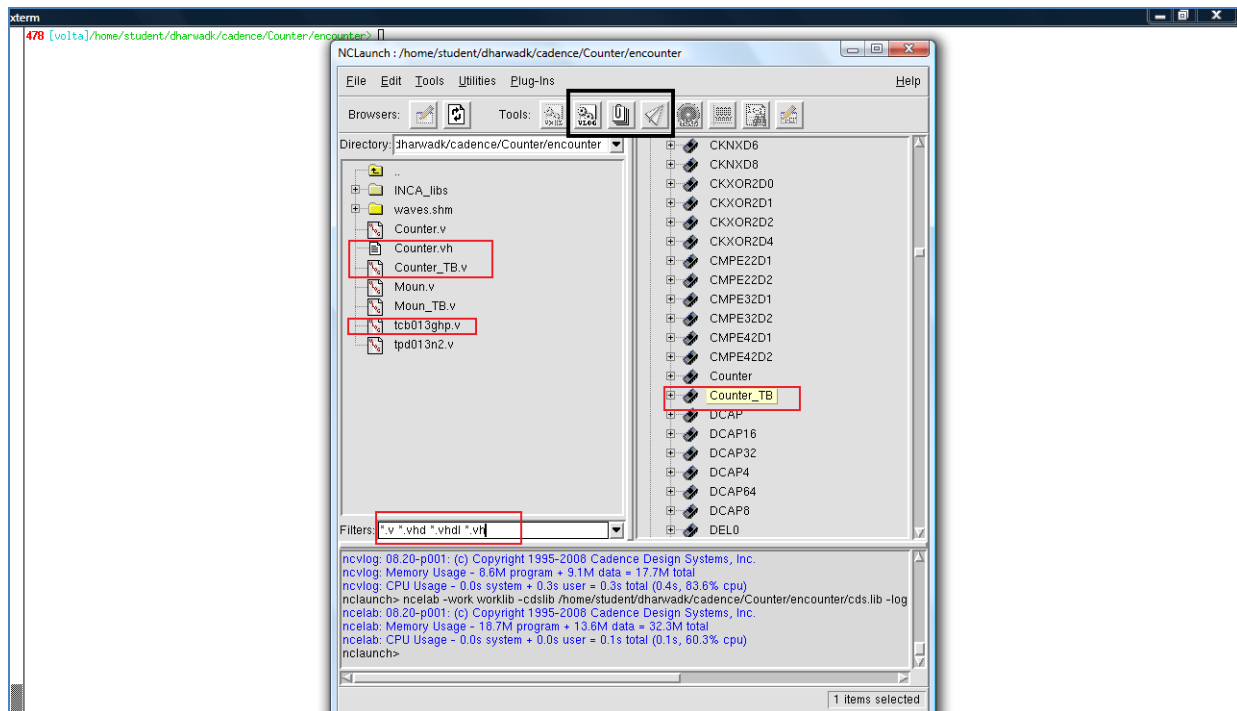 xterm
478 [volta]/home/student/dharwadk/cadence/Counter/encounter>
NCLaunch : /home/student/dharwadk/cadence/Counter/encounter
File Edit Tools Utilities Plug-Ins Help
Browsers: Tools: VLOG
Directory: dharwadk/cadence/Counter/encounter
..
INCA_libs
waves.shm
Counter.v
Counter.vh
Counter_TB.v
Moun.v
Moun_TB.v
tcb013ghp.v
tpd013n2.v
Filters: *.v *.vhd *.vhdl *.vh
CKNXD6
CKNXD8
CKXOR2D0
CKXOR2D1
CKXOR2D2
CKXOR2D4
CMPE22D1
CMPE22D2
CMPE32D1
CMPE32D2
CMPE42D1
CMPE42D2
Counter
Counter_TB
DCAP
DCAP16
DCAP32
DCAP4
DCAP64
DCAP8
DEL0
ncvlog: 08.20-p001: (c) Copyright 1995-2008 Cadence Design Systems, Inc.
ncvlog: Memory Usage - 8.6M program + 9.1M data = 17.7M total
ncvlog: CPU Usage - 0.0s system + 0.3s user = 0.3s total (0.4s, 83.6% cpu)
nclaunch> ncelab -work worklib -cdslib /home/student/dharwadk/cadence/Counter/encounter/cds.lib -log
ncelab: 08.20-p001: (c) Copyright 1995-2008 Cadence Design Systems, Inc.
ncelab: Memory Usage - 18.7M program + 13.6M data = 32.3M total
ncelab: CPU Usage - 0.0s system + 0.0s user = 0.1s total (0.1s, 60.3% cpu)
nclaunch>
1 items selected